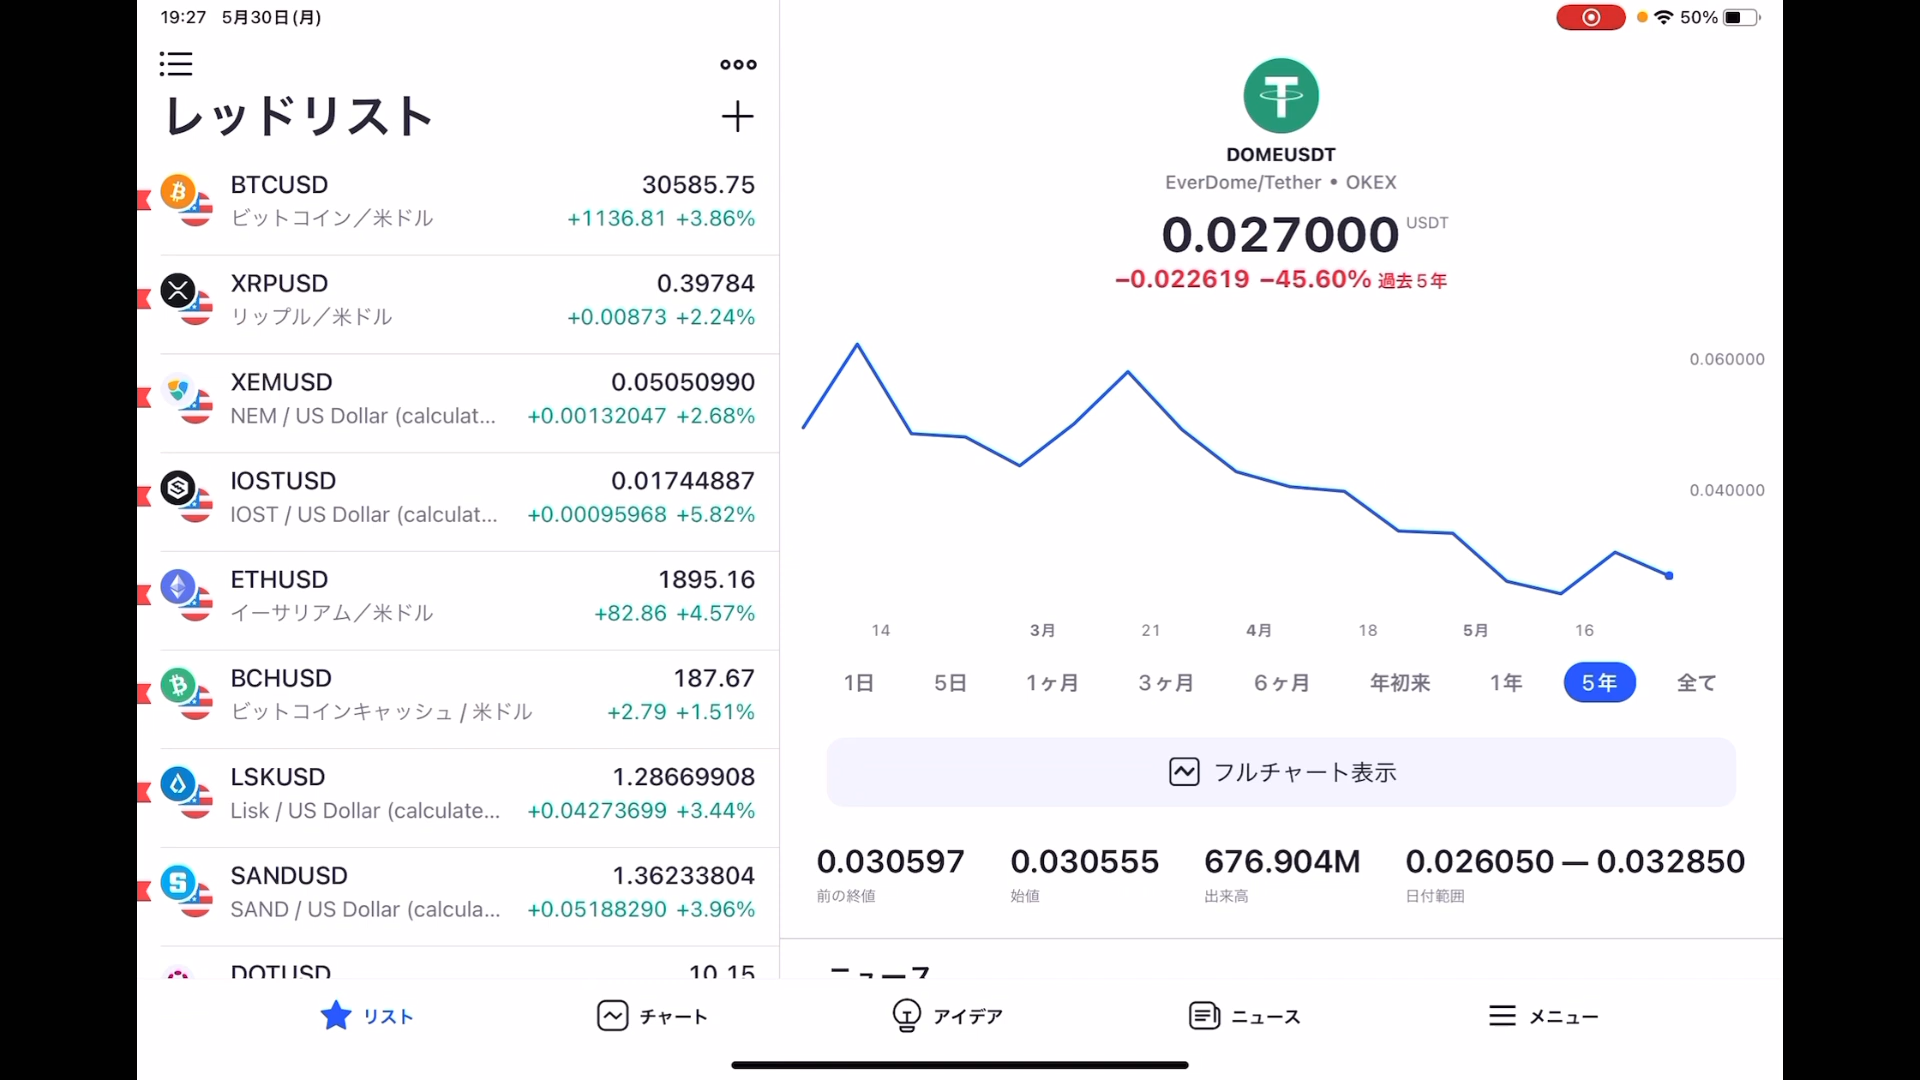 19:27 5月30日(月)
50%
レッドリスト
BTCUSD 30585.75
ビットコイン／米ドル +1136.81 +3.86%
XRPUSD 0.39784
リップル／米ドル +0.00873 +2.24%
XEMUSD 0.05050990
NEM / US Dollar (calculat... +0.00132047 +2.68%
IOSTUSD 0.01744887
IOST / US Dollar (calculat... +0.00095968 +5.82%
ETHUSD 1895.16
イーサリアム／米ドル +82.86 +4.57%
BCHUSD 187.67
ビットコインキャッシュ / 米ドル +2.79 +1.51%
LSKUSD 1.28669908
Lisk / US Dollar (calculate... +0.04273699 +3.44%
SANDUSD 1.36233804
SAND / US Dollar (calcula... +0.05188290 +3.96%
DOTUSD 10.15
DOMEUSDT
EverDome/Tether • OKEX
0.027000 USDT
−0.022619 −45.60% 過去５年
0.060000
0.040000
14 3月 21 4月 18 5月 16
1日 5日 1ヶ月 3ヶ月 6ヶ月 年初来 1年 5年 全て
フルチャート表示
0.030597 0.030555 676.904M 0.026050 — 0.032850
前の終値 始値 出来高 日付範囲
ニュース
リスト チャート アイデア ニュース メニュー